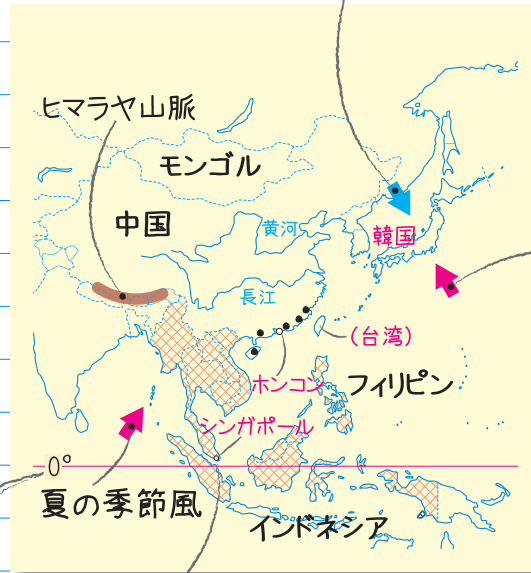 ヒマラヤ山脈
モンゴル
中国
黄河
韓国
長江
(台湾)
ホンコン
フィリピン
シンガポール
0°
夏の季節風
インドネシア